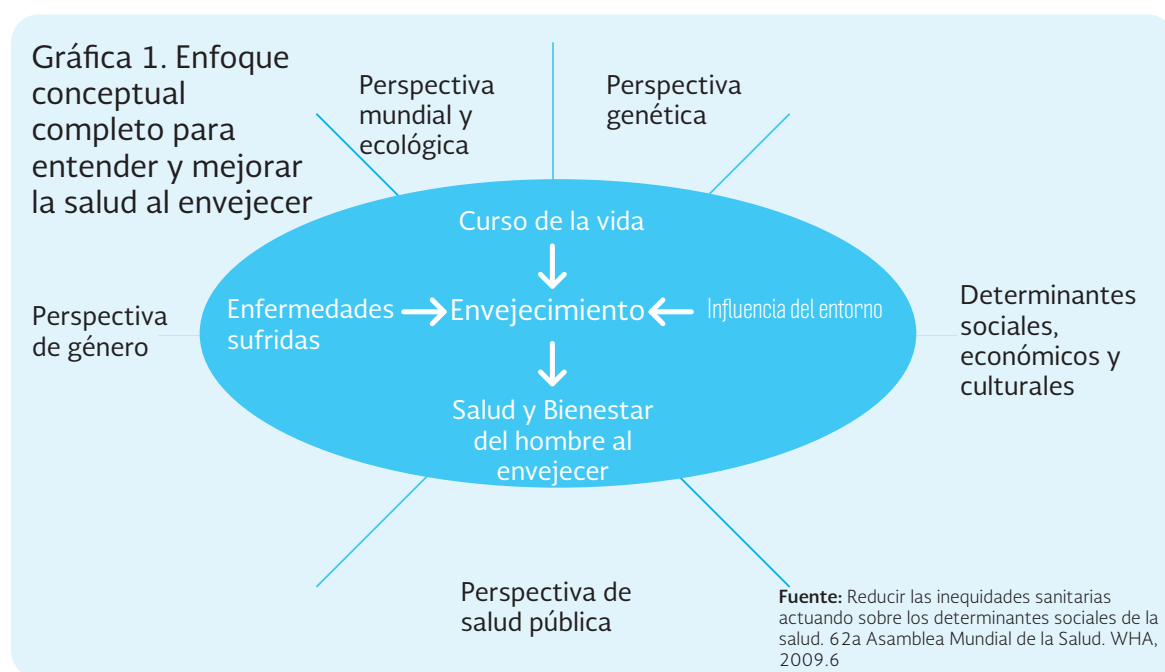 Gráfica 1. Enfoque
conceptual
completo para
entender y mejorar
la salud al envejecer
Perspectiva
mundial y
ecológica
Perspectiva
genética
Curso de la vida
Enfermedades
sufridas
Envejecimiento
Influencia del entorno
Salud y Bienestar
del hombre al
envejecer
Perspectiva
de género
Determinantes
sociales,
económicos y
culturales
Perspectiva de
salud pública
Fuente: Reducir las inequidades sanitarias
actuando sobre los determinantes sociales de la
salud. 62a Asamblea Mundial de la Salud. WHA,
2009.6